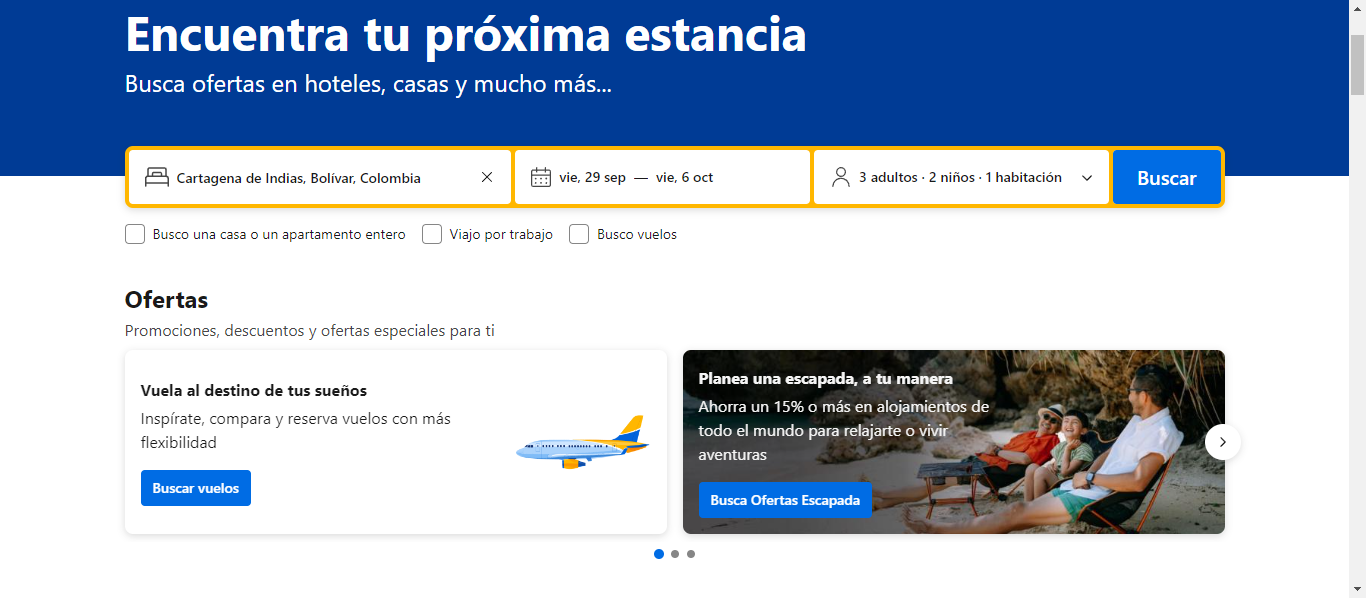 Encuentra tu próxima estancia
Busca ofertas en hoteles, casas y mucho más...
Cartagena de Indias, Bolívar, Colombia
vie, 29 sep — vie, 6 oct
3 adultos · 2 niños · 1 habitación
Buscar
Busco una casa o un apartamento entero
Viajo por trabajo
Busco vuelos
Ofertas
Promociones, descuentos y ofertas especiales para ti
Vuela al destino de tus sueños
Inspírate, compara y reserva vuelos con más
flexibilidad
Buscar vuelos
Planea una escapada, a tu manera
Ahorra un 15% o más en alojamientos de
todo el mundo para relajarte o vivir
aventuras
Busca Ofertas Escapada